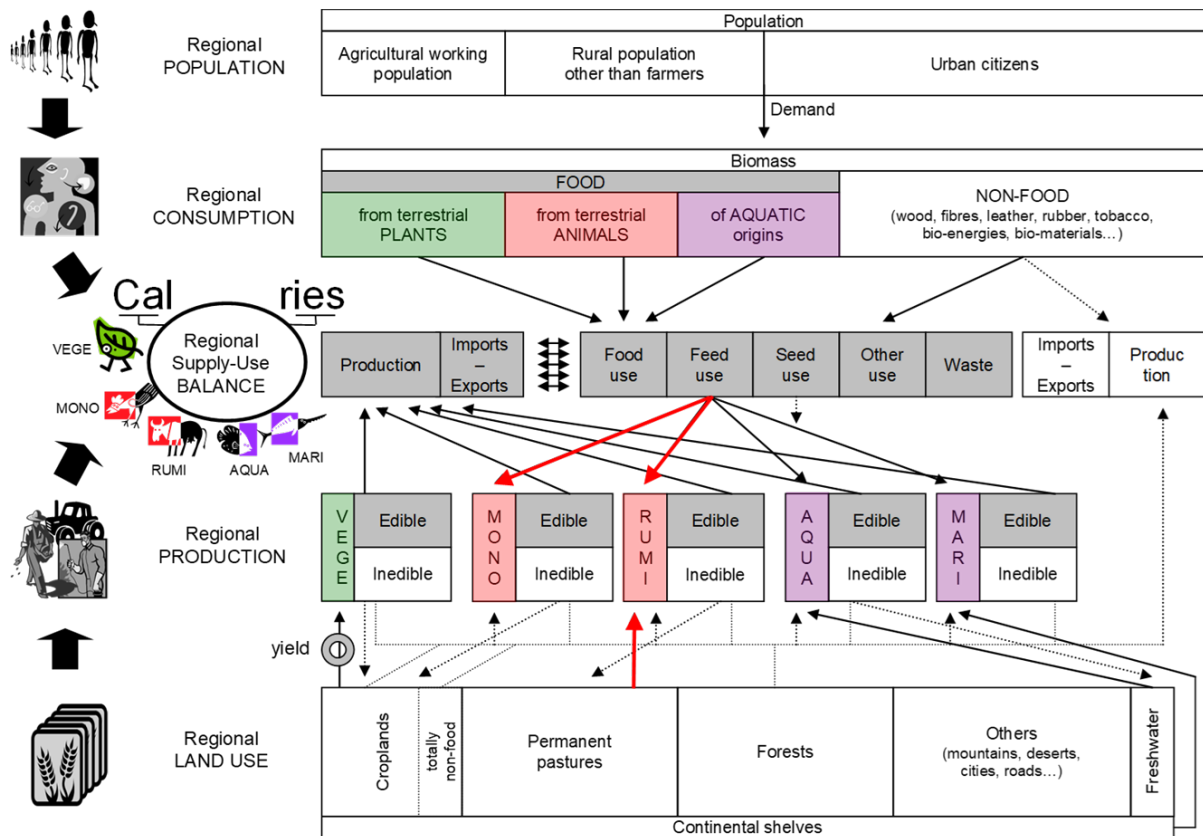 Population
Regional
POPULATION
Agricultural working
population
Rural population
other than farmers
Urban citizens
Demand
Biomass
Regional
CONSUMPTION
FOOD
from terrestrial
PLANTS
from terrestrial
ANIMALS
of AQUATIC
origins
NON-FOOD
(wood, fibres, leather, rubber, tobacco,
bio-energies, bio-materials…)
Cal ries
VEGE
MONO
RUMI
AQUA
MARI
Regional
Supply-Use
BALANCE
Production
Imports
–
Exports
Food
use
Feed
use
Seed
use
Other
use
Waste
Imports
–
Exports
Produc
tion
Regional
PRODUCTION
VEGE
Edible
Inedible
MONO
Edible
Inedible
RUMI
Edible
Inedible
AQUA
Edible
Inedible
MARI
Edible
Inedible
yield
Regional
LAND USE
Croplands
totally
non-food
Permanent
pastures
Forests
Others
(mountains, deserts,
cities, roads…)
Freshwater
Continental shelves